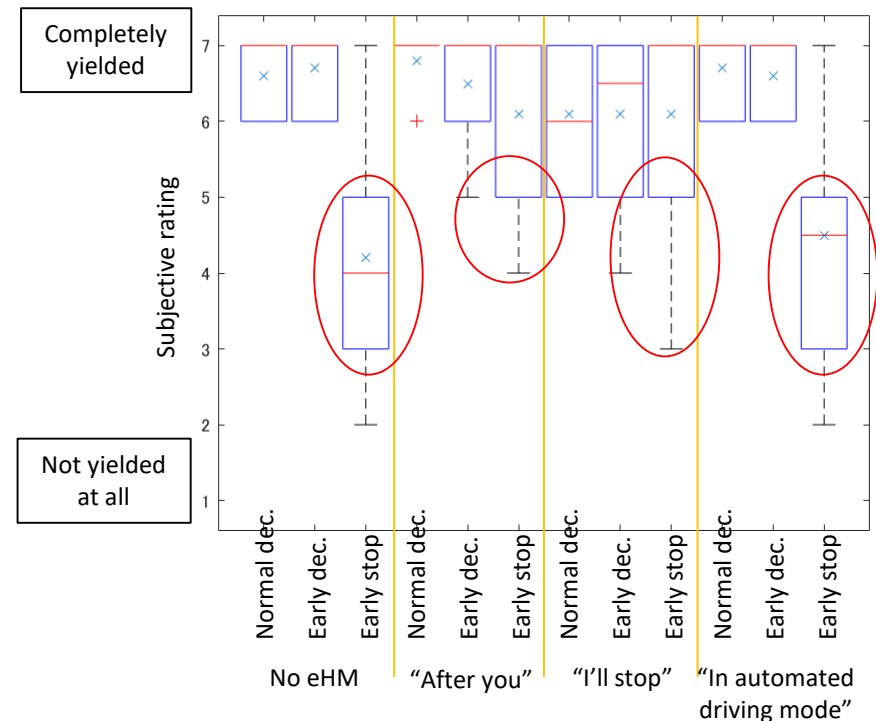 Completely
yielded
Not yielded
at all
Subjective rating
7
6
5
4
3
2
1
Normal dec.
Early dec.
Early stop
Normal dec.
Early dec.
Early stop
Normal dec.
Early dec.
Early stop
Normal dec.
Early dec.
Early stop
No eHM
“After you”
“I’ll stop”
“In automated
driving mode”